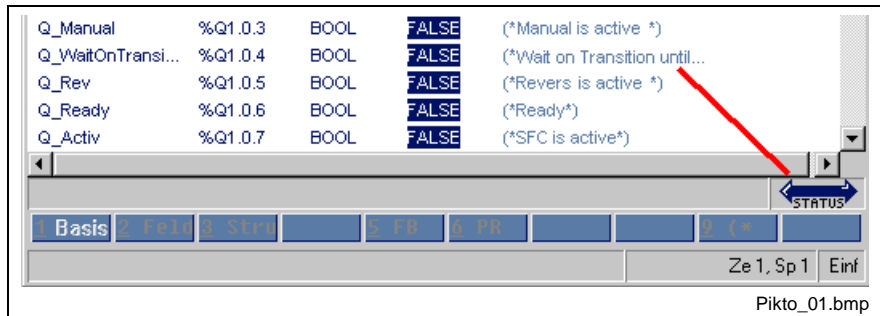 Q_Manual %Q1.0.3 BOOL FALSE (*Manual is active *)
Q_WaitOnTransi... %Q1.0.4 BOOL FALSE (*Wait on Transition until...
Q_Rev %Q1.0.5 BOOL FALSE (*Revers is active *)
Q_Ready %Q1.0.6 BOOL FALSE (*Ready*)
Q_Activ %Q1.0.7 BOOL FALSE (*SFC is active*)
STATUS
1 Basis 2 Feld 3 Stru 5 FB 6 PR 9 (*
Ze 1, Sp 1 Einf
Pikto_01.bmp